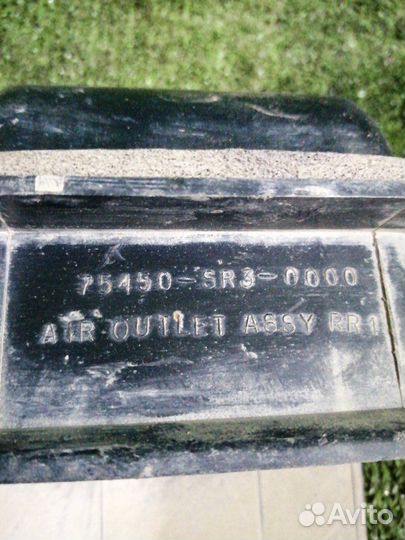 75450-SR3-0000
AIR OUTLET ASSY RR1
Avito